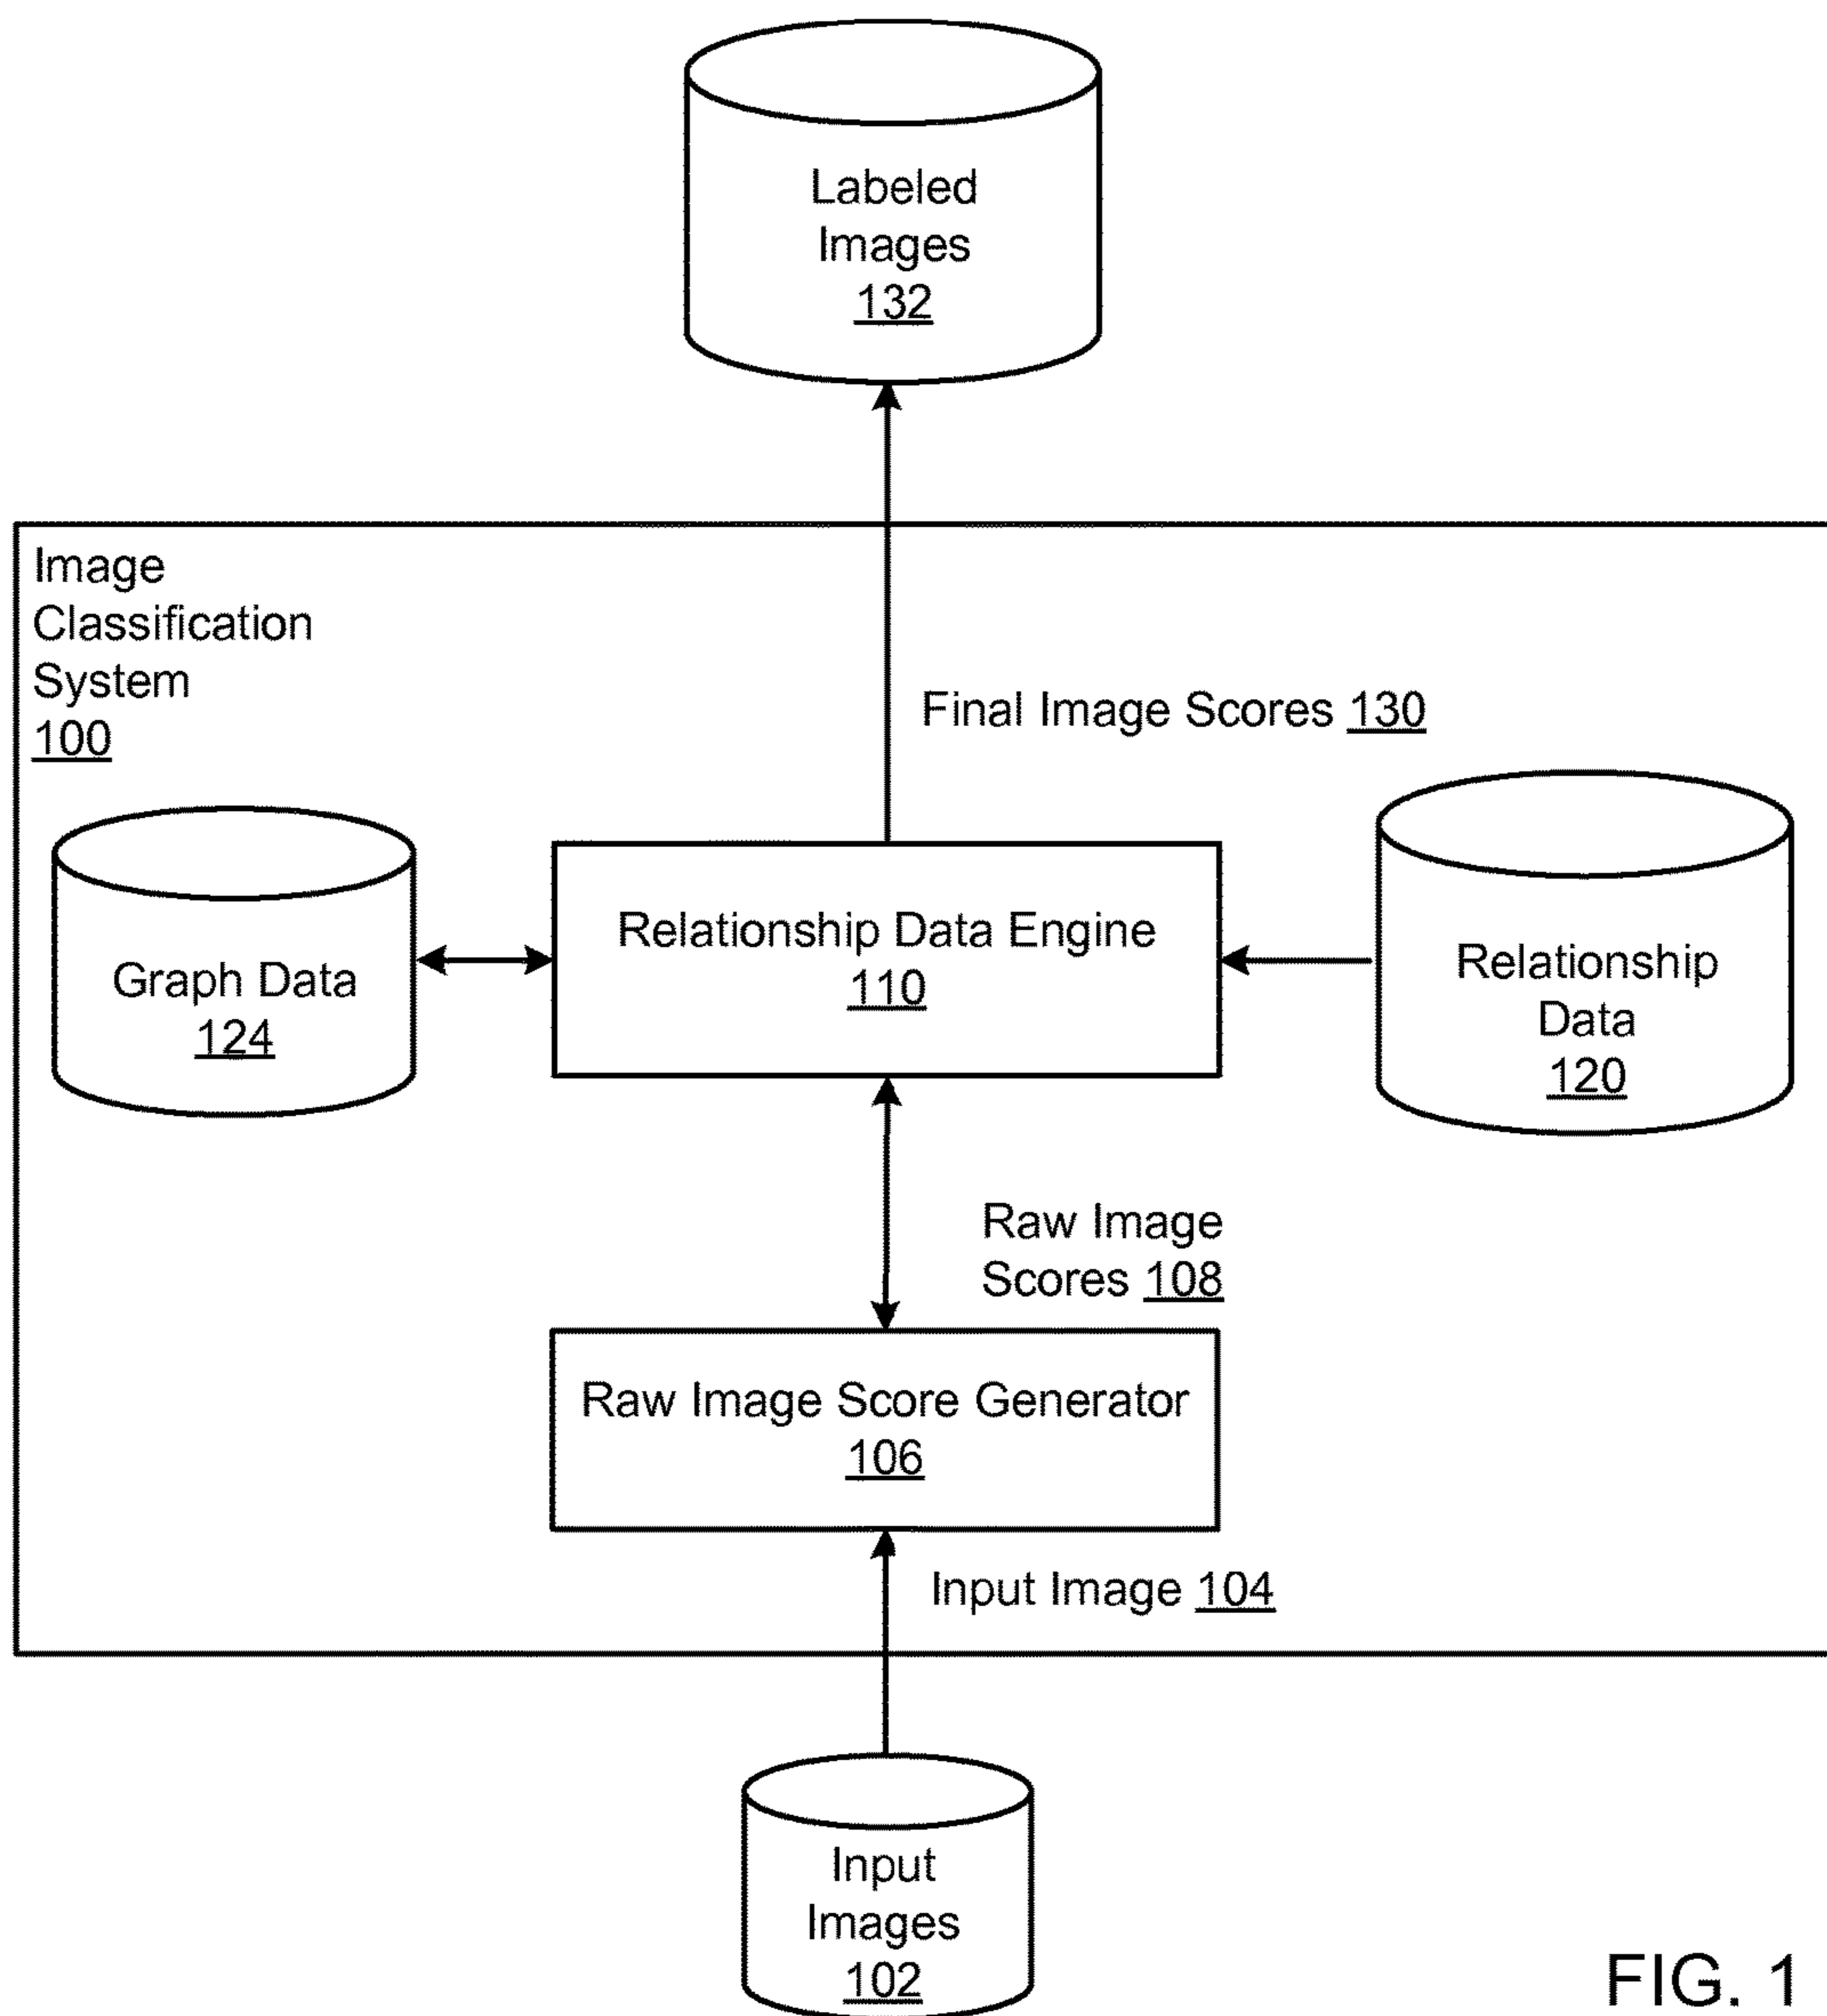 Labeled
Images
132
Image
Classification
System
100
Final Image Scores 130
Graph Data
124
Relationship Data Engine
110
Relationship
Data
120
Raw Image
Scores 108
Raw Image Score Generator
106
Input Image 104
Input
Images
102
FIG. 1